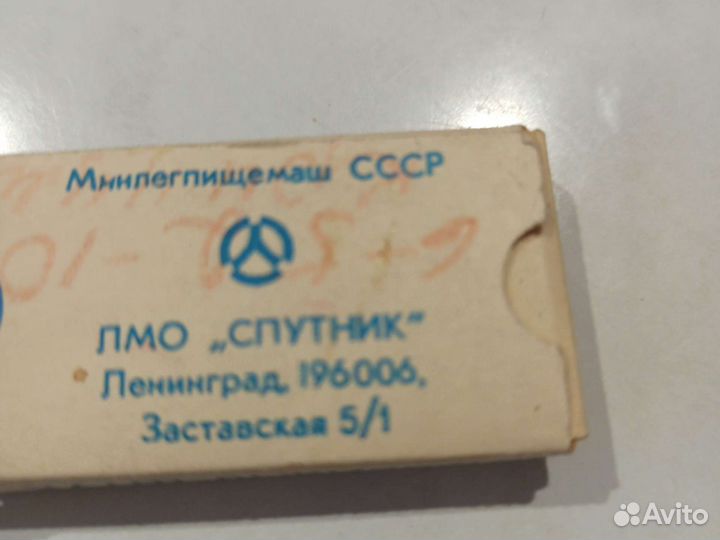 Минлегпищемаш СССР
ЛМО „СПУТНИК"
Ленинград, 196006,
Заставская 5/1
Avito